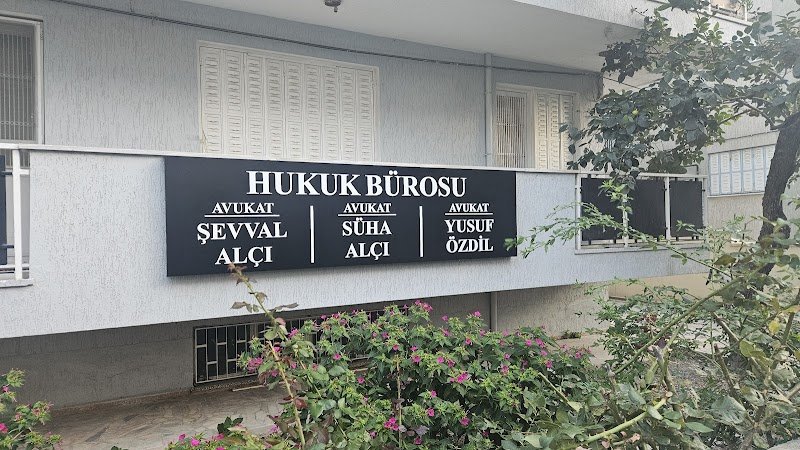 HUKUK BÜROSU
AVUKAT
ŞEVVAL
ALÇI
AVUKAT
SÜHA
ALÇI
AVUKAT
YUSUF
ÖZDİL